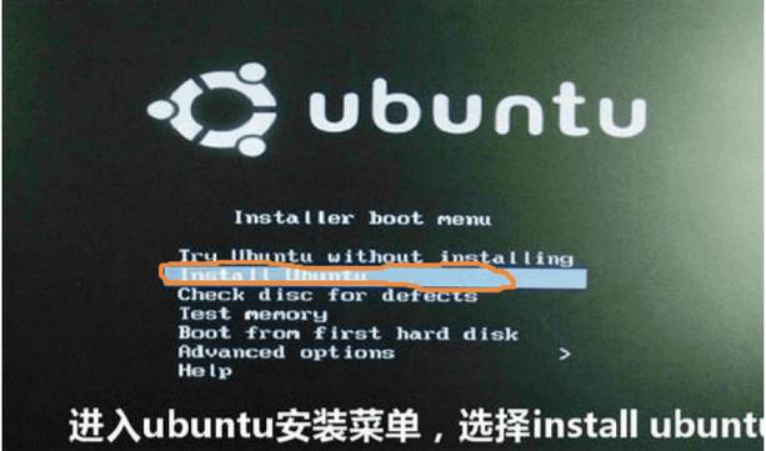 ubuntu
Installer boot menu
Try Ubuntu without installing
Install Ubuntu
Check disc for defects
Test memory
Boot from first hard disk
Advanced options >
Help
进入ubuntu安装菜单，选择install ubuntu